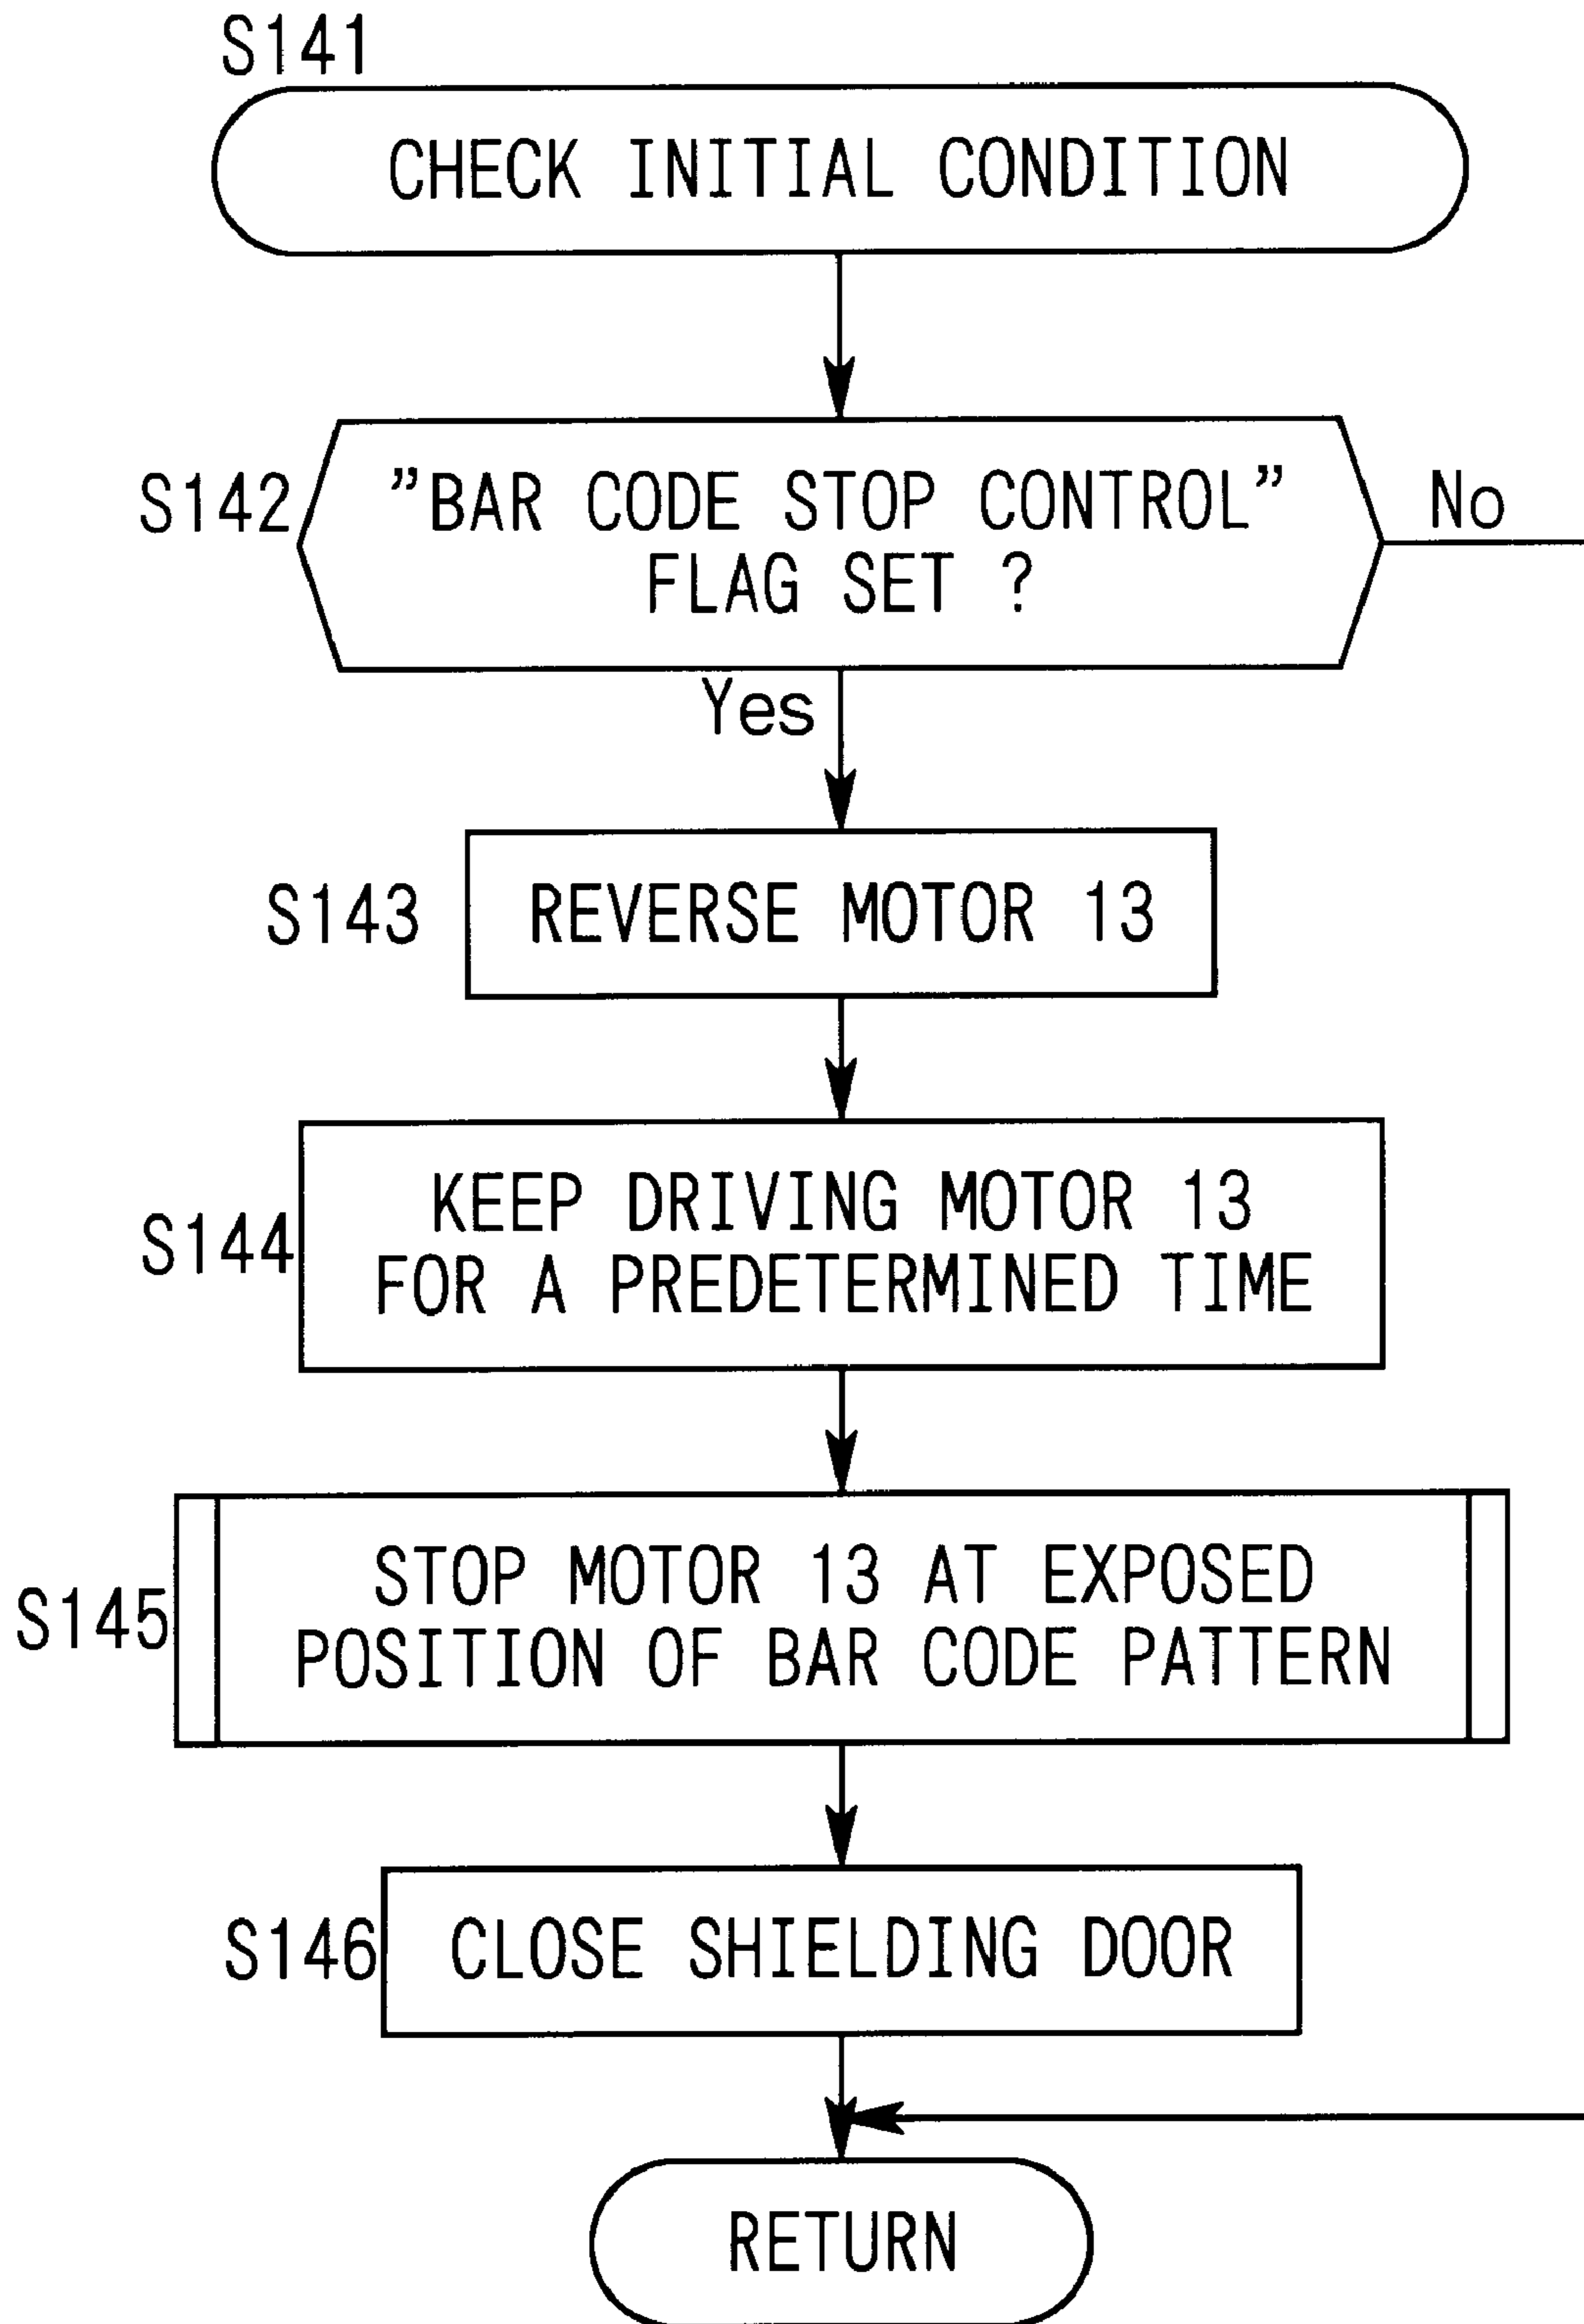 S141
CHECK INITIAL CONDITION
S142
”BAR CODE STOP CONTROL”
FLAG SET ?
No
Yes
S143
REVERSE MOTOR 13
S144
KEEP DRIVING MOTOR 13
FOR A PREDETERMINED TIME
S145
STOP MOTOR 13 AT EXPOSED
POSITION OF BAR CODE PATTERN
S146
CLOSE SHIELDING DOOR
RETURN